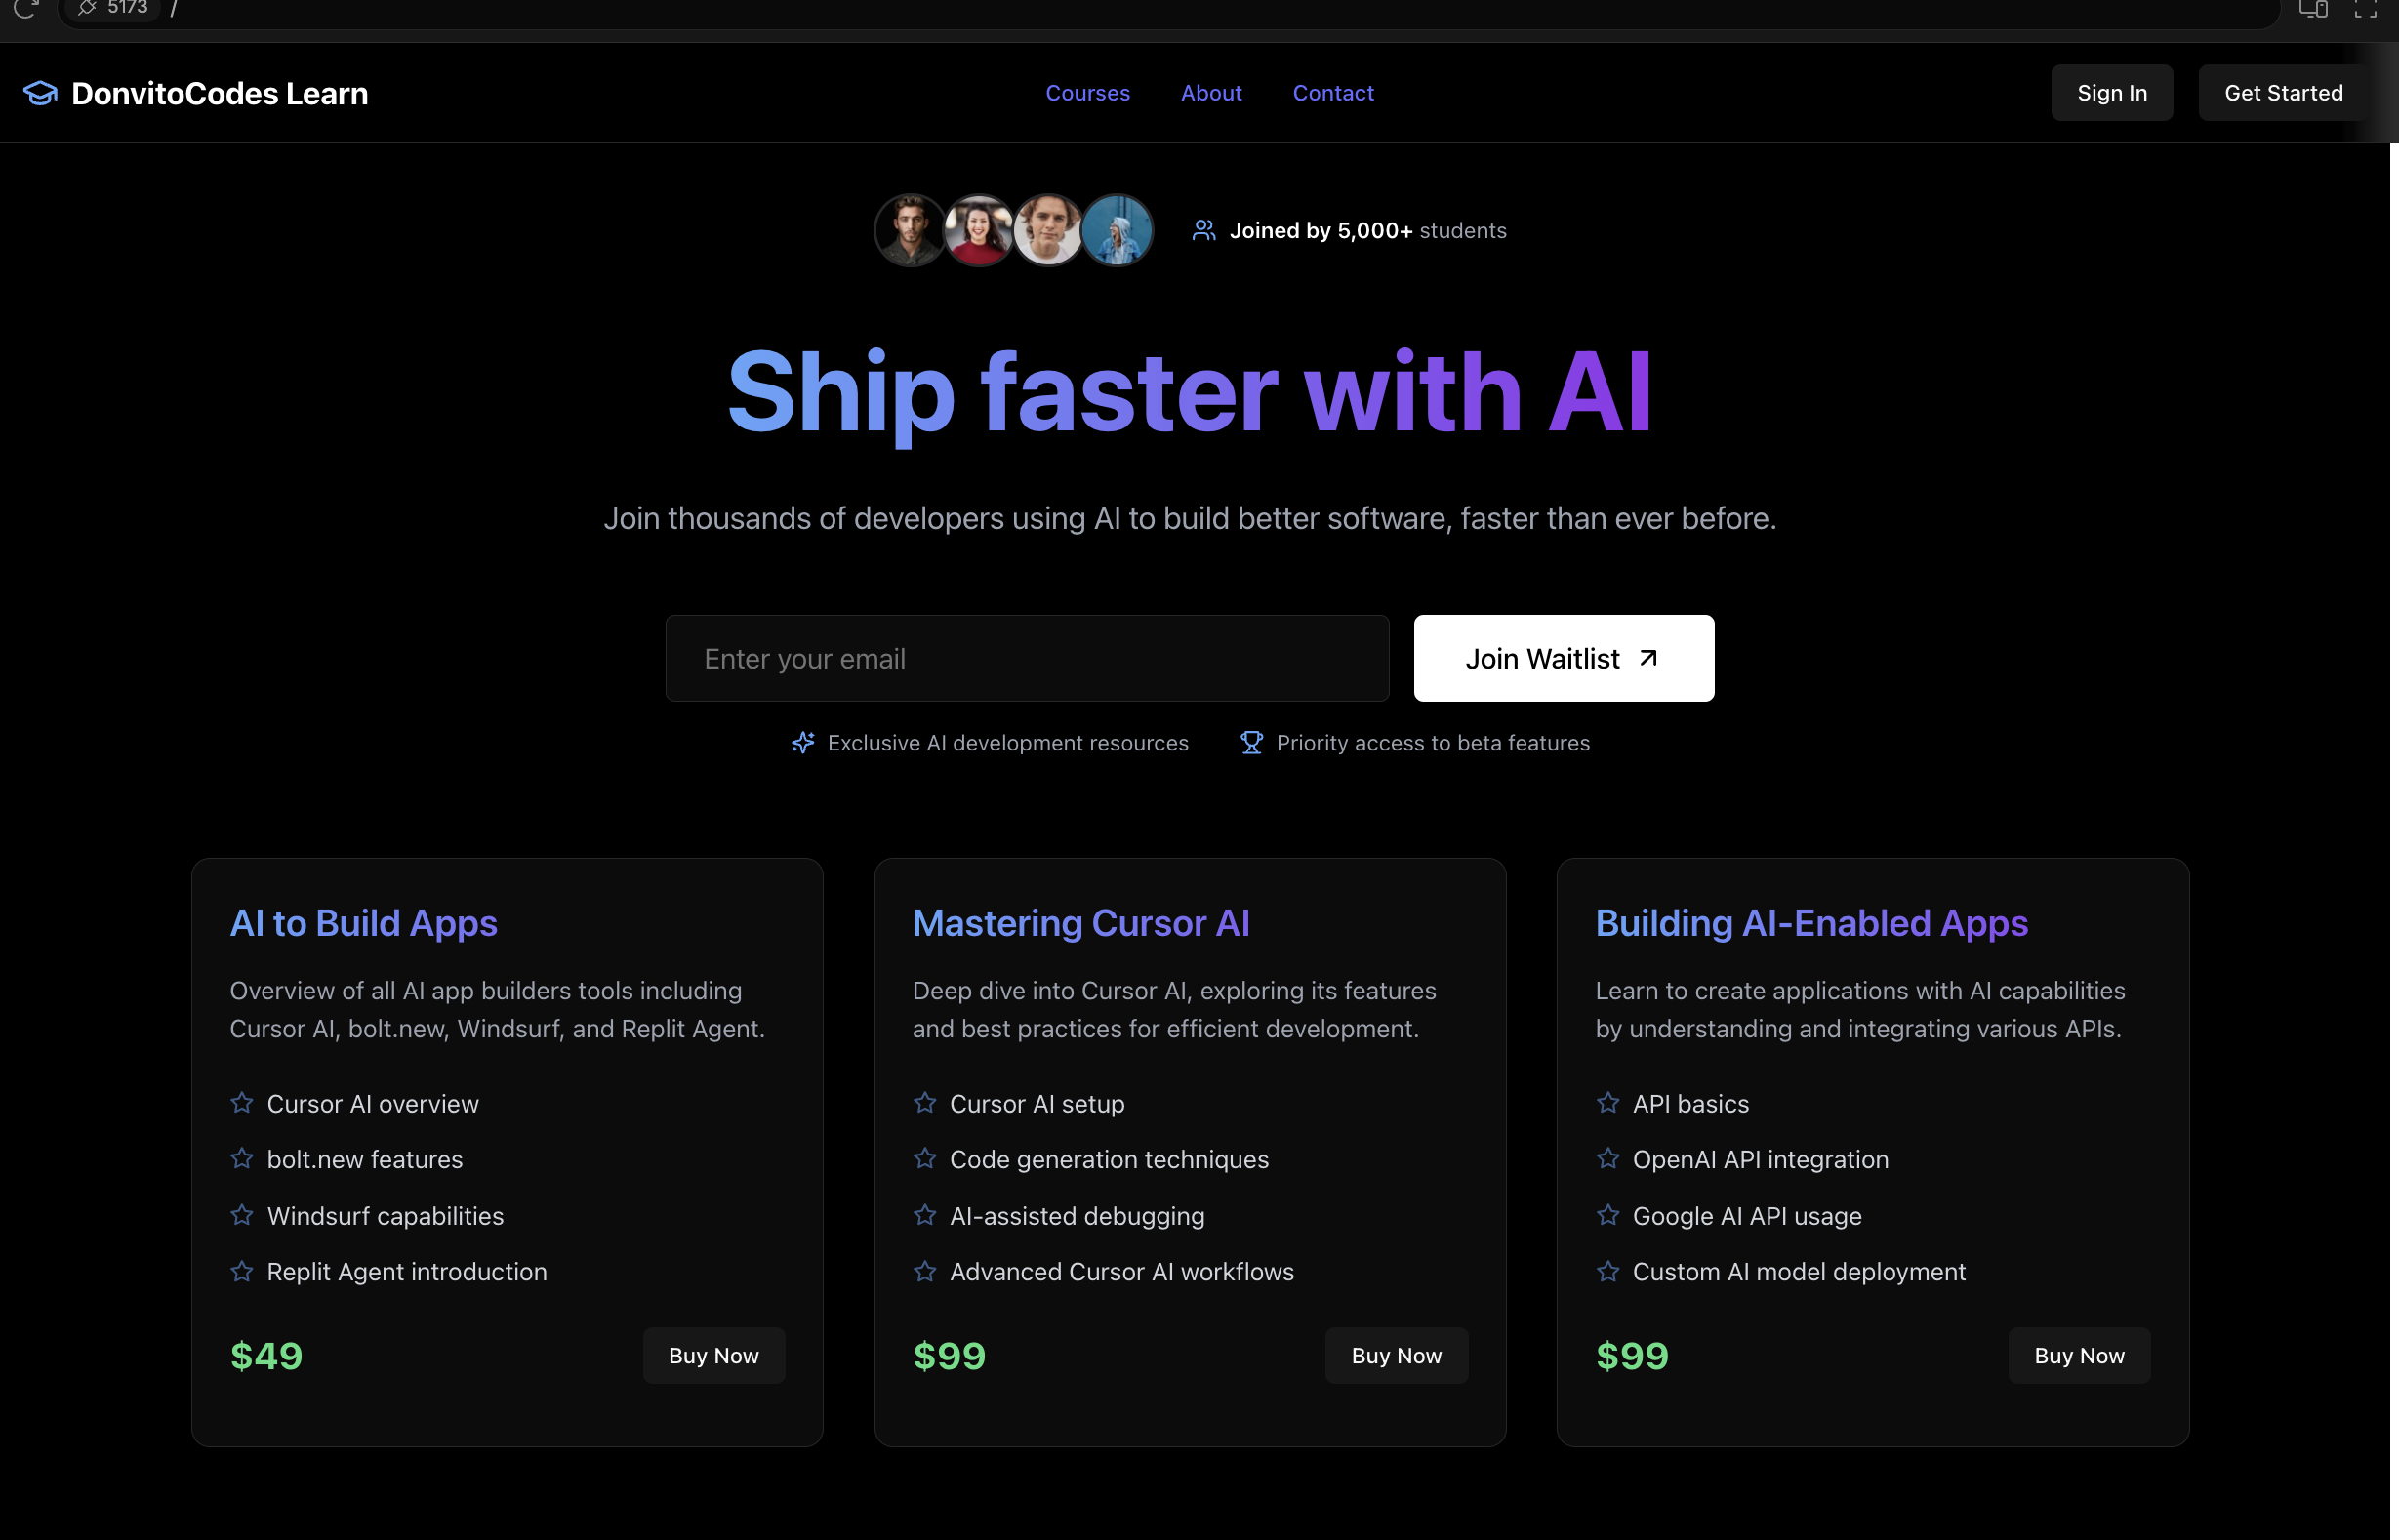 5173 /
DonvitoCodes Learn
Courses
About
Contact
Sign In
Get Started
Joined by 5,000+ students
Ship faster with AI
Join thousands of developers using AI to build better software, faster than ever before.
Enter your email
Join Waitlist
Exclusive AI development resources
Priority access to beta features
AI to Build Apps
Overview of all AI app builders tools including
Cursor AI, bolt.new, Windsurf, and Replit Agent.
Cursor AI overview
bolt.new features
Windsurf capabilities
Replit Agent introduction
$49
Buy Now
Mastering Cursor AI
Deep dive into Cursor AI, exploring its features
and best practices for efficient development.
Cursor AI setup
Code generation techniques
AI-assisted debugging
Advanced Cursor AI workflows
$99
Buy Now
Building AI-Enabled Apps
Learn to create applications with AI capabilities
by understanding and integrating various APIs.
API basics
OpenAI API integration
Google AI API usage
Custom AI model deployment
$99
Buy Now